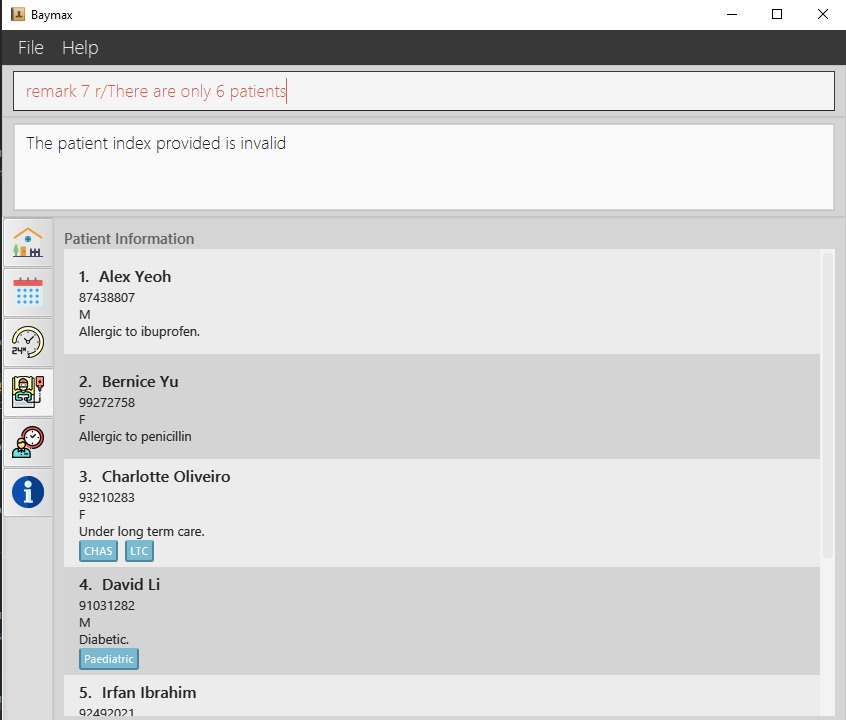 Baymax
File Help
remark 7 r/There are only 6 patients
The patient index provided is invalid
Patient Information
1. Alex Yeoh
87438807
M
Allergic to ibuprofen.
2. Bernice Yu
99272758
F
Allergic to penicillin
24H
3. Charlotte Oliveiro
93210283
F
Under long term care.
CHAS LTC
4. David Li
91031282
M
Diabetic.
Paediatric
5. Irfan Ibrahim
92492021